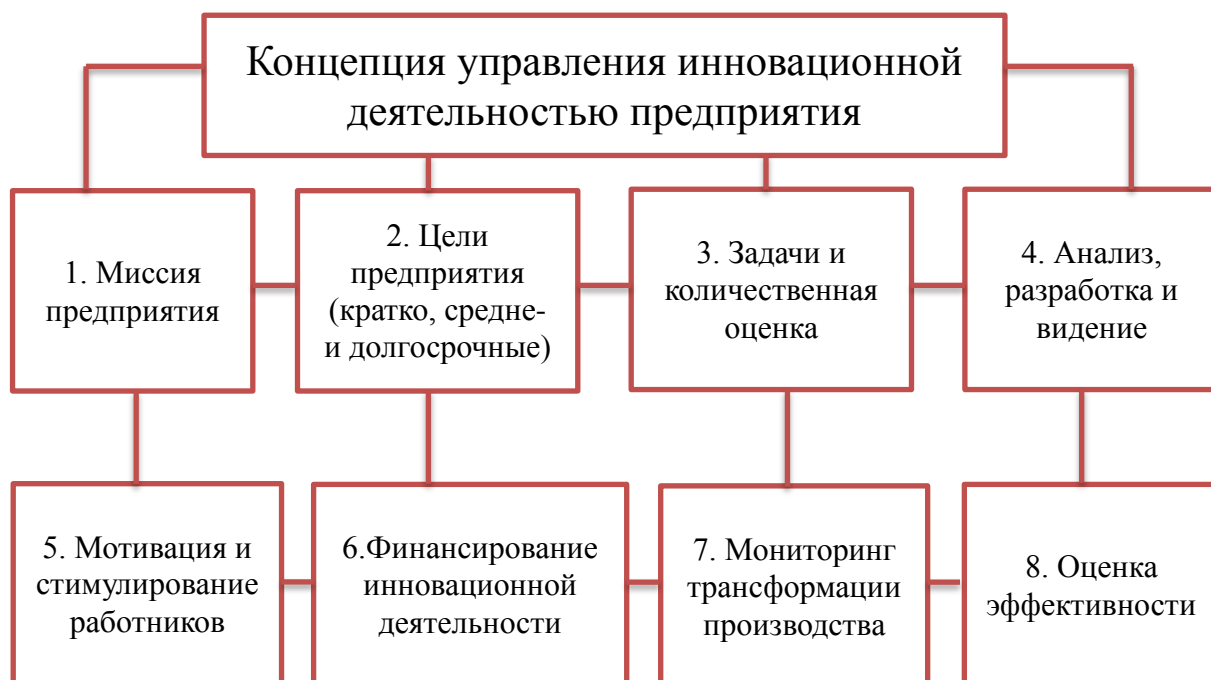 Концепция управления инновационной
деятельностью предприятия
1. Миссия
предприятия
2. Цели
предприятия
(кратко, средне-
и долгосрочные)
3. Задачи и
количественная
оценка
4. Анализ,
разработка и
видение
5. Мотивация и
стимулирование
работников
6.Финансирование
инновационной
деятельности
7. Мониторинг
трансформации
производства
8. Оценка
эффективности